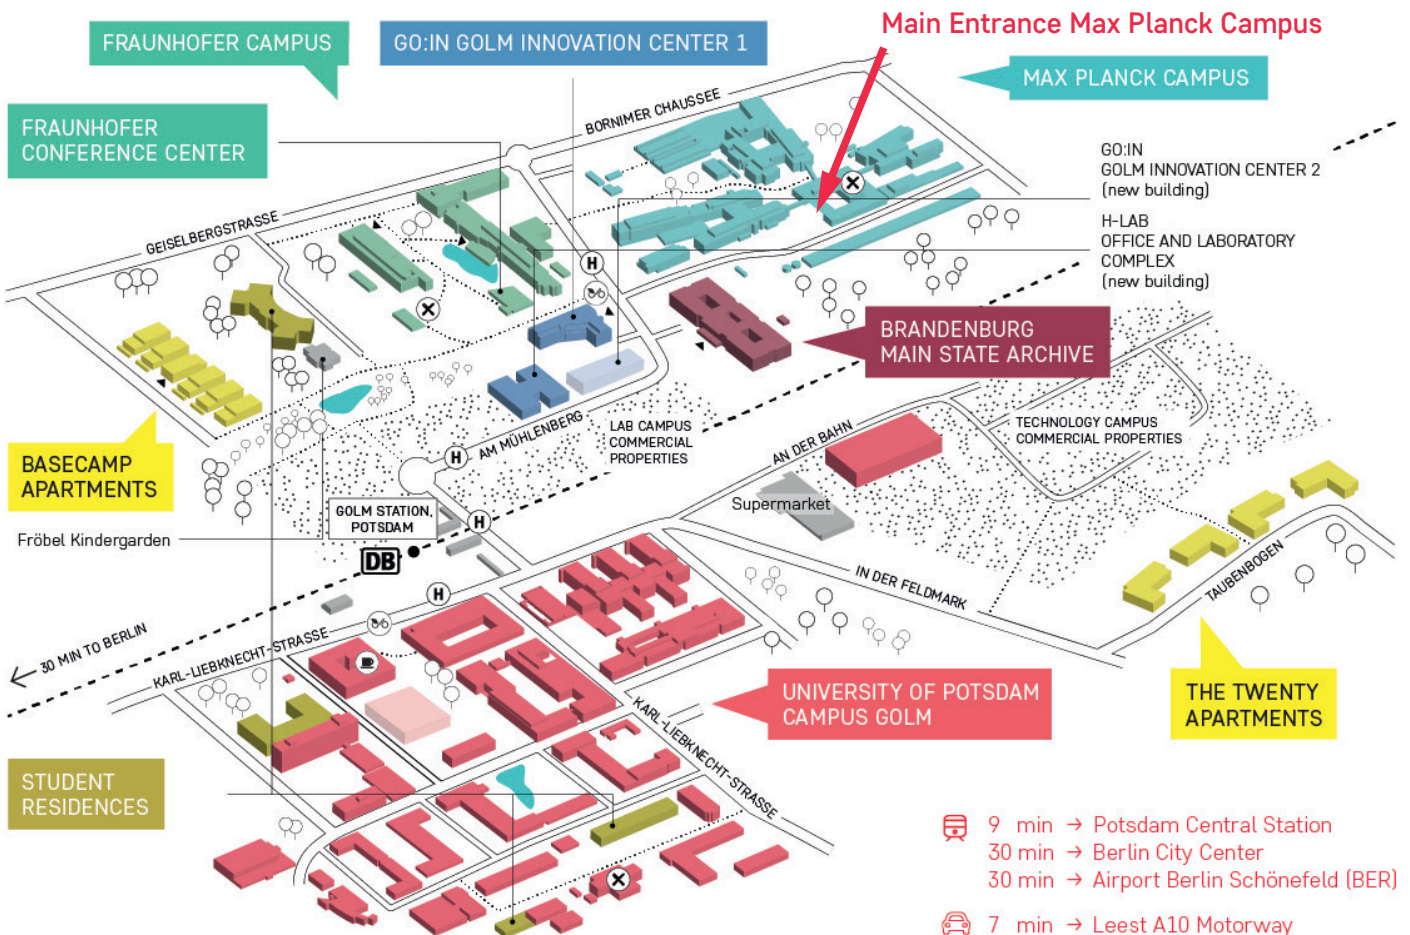 Main Entrance Max Planck Campus
FRAUNHOFER CAMPUS
GO:IN GOLM INNOVATION CENTER 1
MAX PLANCK CAMPUS
FRAUNHOFER
CONFERENCE CENTER
BORNIMER CHAUSSEE
GO:IN
GOLM INNOVATION CENTER 2
(new building)
H-LAB
OFFICE AND LABORATORY
COMPLEX
(new building)
GEISELBERGSTRASSE
H
BRANDENBURG
MAIN STATE ARCHIVE
BASECAMP
APARTMENTS
H
AM MÜHLENBERG
LAB CAMPUS
COMMERCIAL
PROPERTIES
AN DER BAHN
TECHNOLOGY CAMPUS
COMMERCIAL PROPERTIES
Supermarket
GOLM STATION,
POTSDAM
H
Fröbel Kindergarden
DB
H
IN DER FELDMARK
TAUBENBOGEN
30 MIN TO BERLIN
KARL-LIEBKNECHT-STRASSE
UNIVERSITY OF POTSDAM
CAMPUS GOLM
THE TWENTY
APARTMENTS
KARL-LIEBKNECHT-STRASSE
STUDENT
RESIDENCES
9 min → Potsdam Central Station
30 min → Berlin City Center
30 min → Airport Berlin Schönefeld (BER)
7 min → Leest A10 Motorway